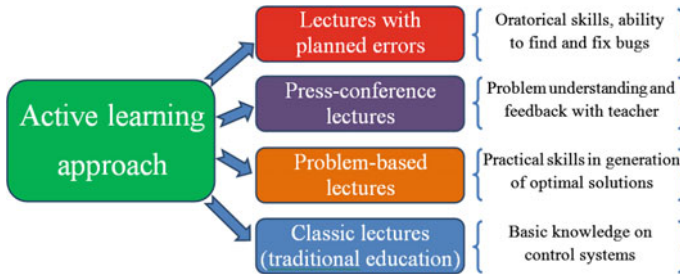 Active learning
approach
Lectures with
planned errors
Oratorical skills, ability
to find and fix bugs
Press-conference
lectures
Problem understanding and
feedback with teacher
Problem-based
lectures
Practical skills in generation
of optimal solutions
Classic lectures
(traditional education)
Basic knowledge on
control systems